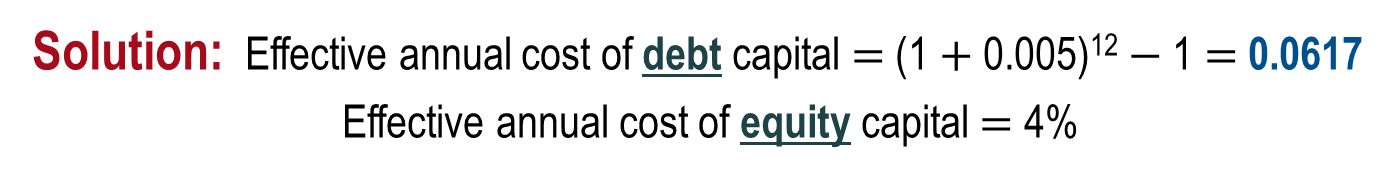 Solution: Effective annual cost of debt capital = (1 + 0.005)¹² − 1 = 0.0617
Effective annual cost of equity capital = 4%